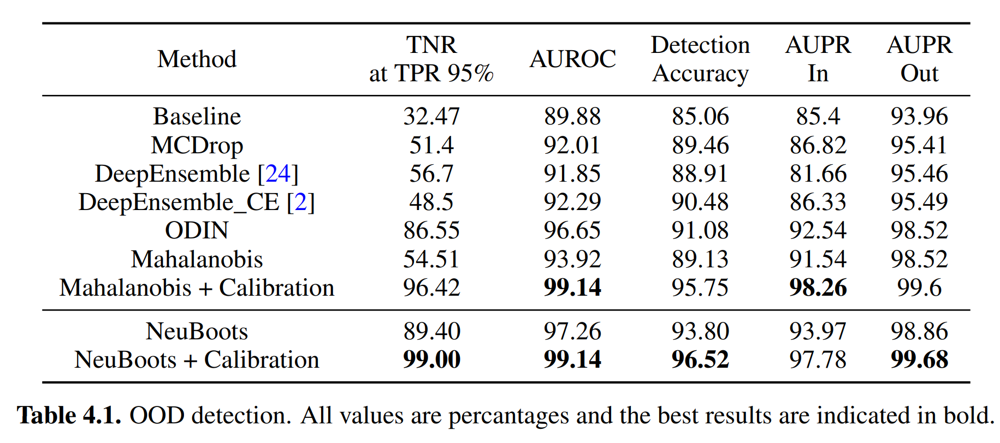 Method TNR at TPR 95% AUROC Detection Accuracy AUPR In AUPR Out
Baseline 32.47 89.88 85.06 85.4 93.96
MCDrop 51.4 92.01 89.46 86.82 95.41
DeepEnsemble [24] 56.7 91.85 88.91 81.66 95.46
DeepEnsemble_CE [2] 48.5 92.29 90.48 86.33 95.49
ODIN 86.55 96.65 91.08 92.54 98.52
Mahalanobis 54.51 93.92 89.13 91.54 98.52
Mahalanobis + Calibration 96.42 99.14 95.75 98.26 99.6
NeuBoots 89.40 97.26 93.80 93.97 98.86
NeuBoots + Calibration 99.00 99.14 96.52 97.78 99.68
Table 4.1. OOD detection. All values are percantages and the best results are indicated in bold.